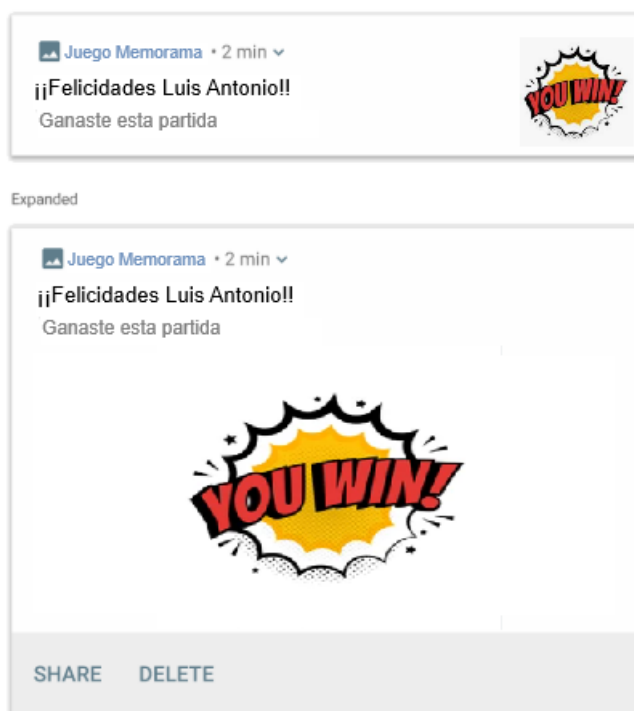 Juego Memorama • 2 min
¡¡Felicidades Luis Antonio!!
Ganaste esta partida
YOU WIN!
Expanded
Juego Memorama • 2 min
¡¡Felicidades Luis Antonio!!
Ganaste esta partida
YOU WIN!
SHARE DELETE